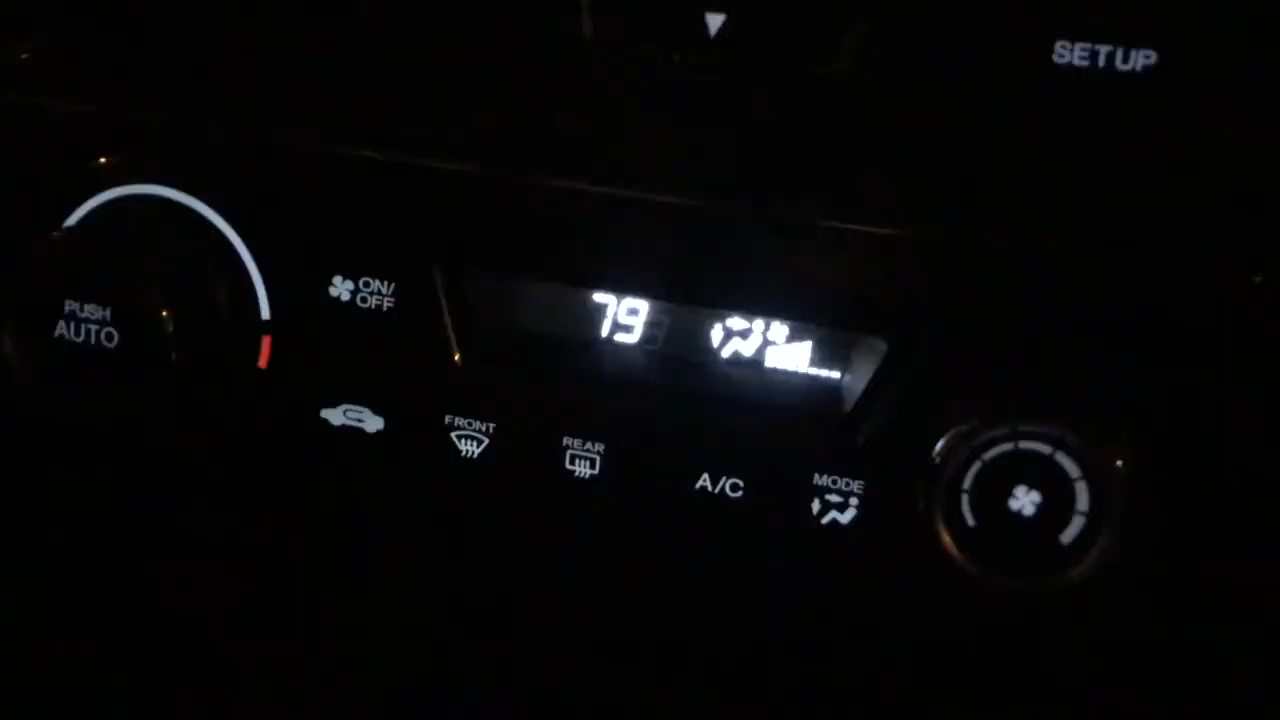 SETUP
PUSH
AUTO
ON/
OFF
79
FRONT
REAR
A/C
MODE